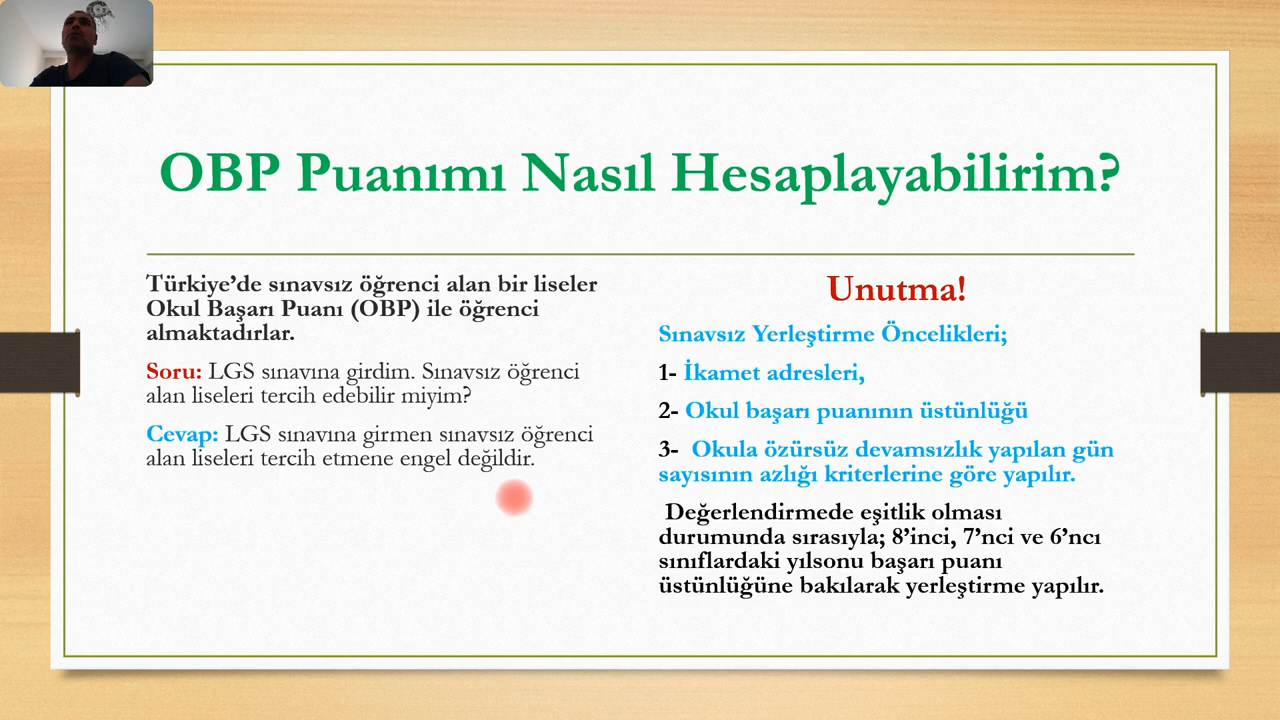 OBP Puanımı Nasıl Hesaplayabilirim?
Türkiye’de sınavsız öğrenci alan bir liseler
Okul Başarı Puanı (OBP) ile öğrenci
almaktadırlar.
Soru: LGS sınavına girdim. Sınavsız öğrenci
alan liseleri tercih edebilir miyim?
Cevap: LGS sınavına girmen sınavsız öğrenci
alan liseleri tercih etmene engel değildir.
Unutma!
Sınavsız Yerleştirme Öncelikleri;
1- İkamet adresleri,
2- Okul başarı puanının üstünlüğü
3- Okula özürsüz devamsızlık yapılan gün
sayısının azlığı kriterlerine göre yapılır.
Değerlendirmede eşitlik olması
durumunda sırasıyla; 8’inci, 7’nci ve 6’ncı
sınıflardaki yılsonu başarı puanı
üstünlüğüne bakılarak yerleştirme yapılır.